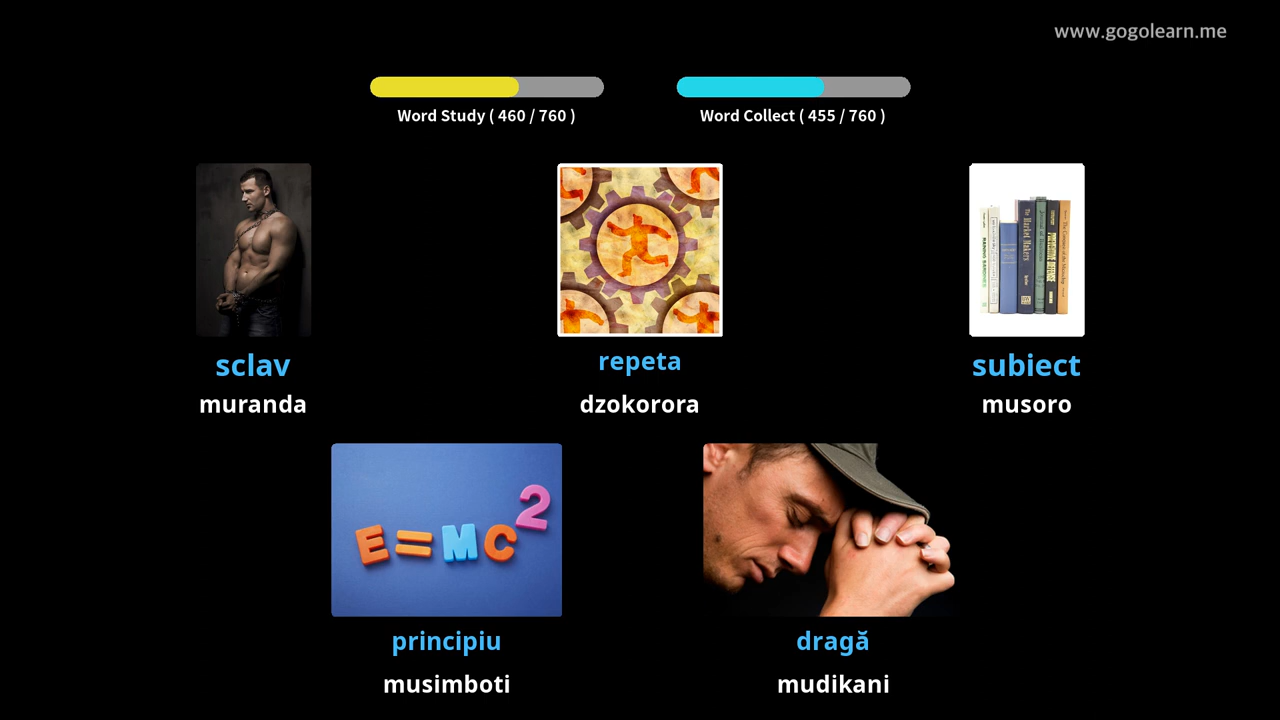 www.gogolearn.me
Word Study ( 460 / 760 )
Word Collect ( 455 / 760 )
sclav
muranda
repeta
dzokorora
subiect
musoro
E=MC2
principiu
musimboti
dragă
mudikani